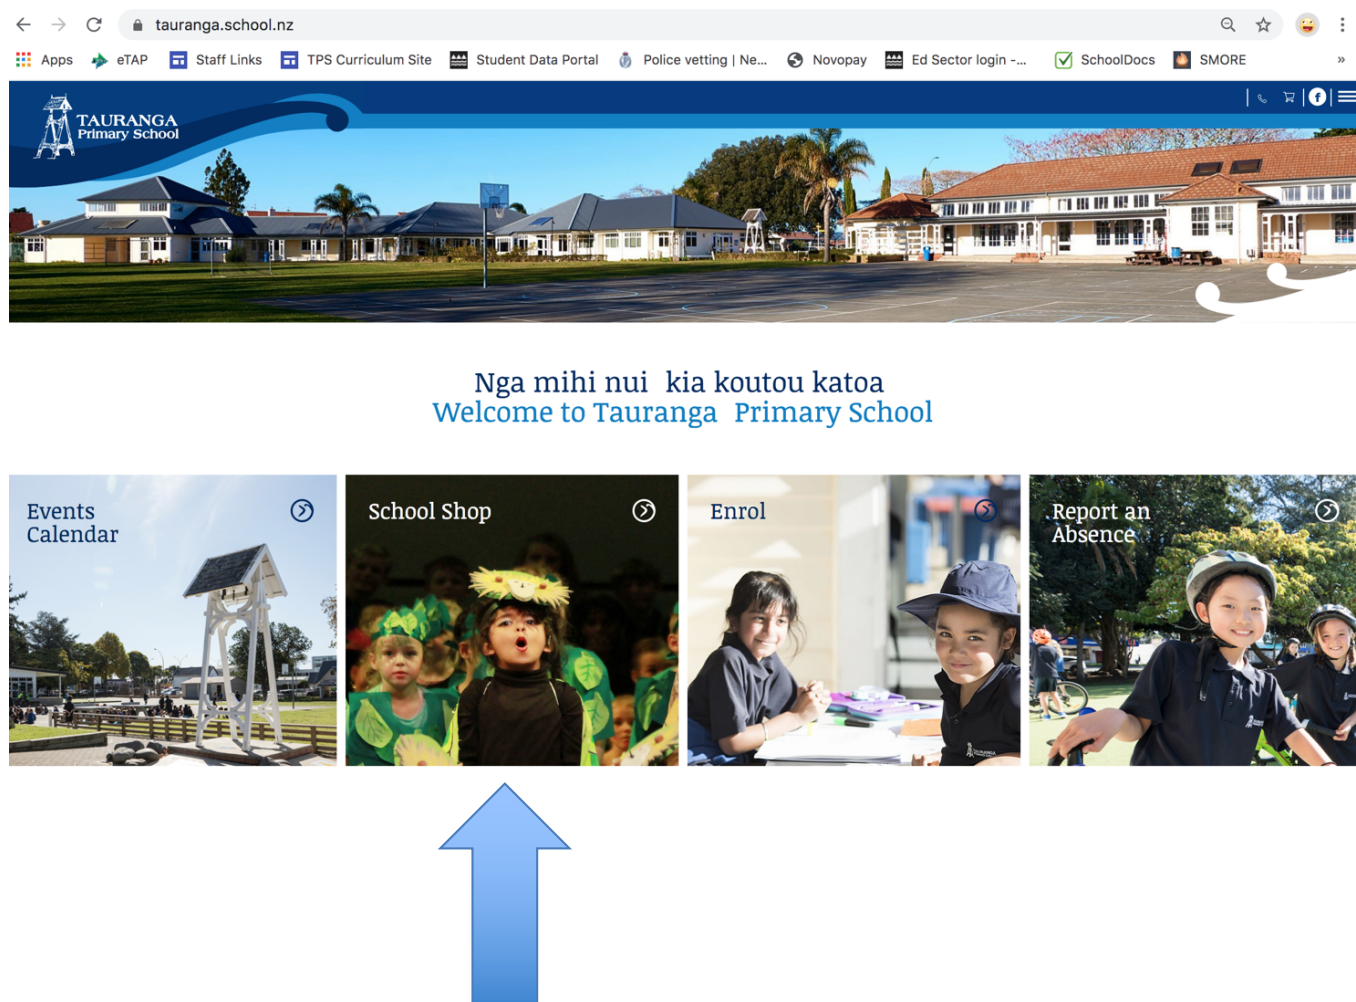 tauranga.school.nz
Apps eTAP Staff Links TPS Curriculum Site Student Data Portal Police vetting | Ne... Novopay Ed Sector login -... SchoolDocs SMORE »
TAURANGA
Primary School
Nga mihi nui kia koutou katoa
Welcome to Tauranga Primary School
Events
Calendar
School Shop
Enrol
Report an
Absence
TAURANGA